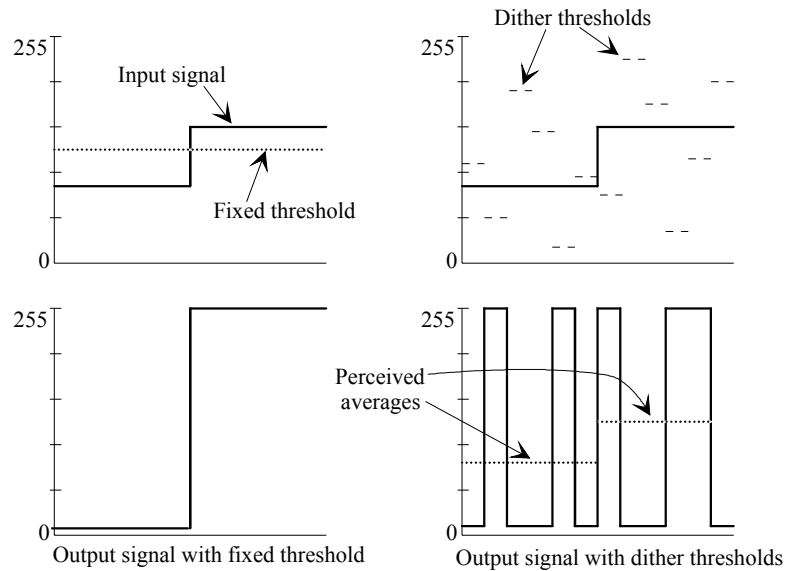 255
Input signal
Fixed threshold
0
Dither thresholds
255
0
255
0
Output signal with fixed threshold
255
Perceived
averages
0
Output signal with dither thresholds